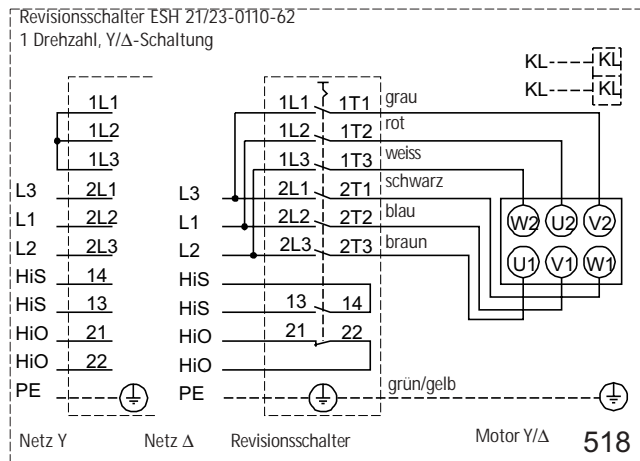 Revisionsschalter ESH 21/23-0110-62
1 Drehzahl, Y/Δ-Schaltung
KL KL
KL KL
1L1 1L1 1T1 grau
1L2 1L2 1T2 rot
1L3 1L3 1T3 weiss
L3 2L1 L3 2L1 2T1 schwarz
L1 2L2 L1 2L2 2T2 blau
L2 2L3 L2 2L3 2T3 braun
W2 U2 V2
U1 V1 W1
HiS 14 HiS
HiS 13 HiS 13 14
HiO 21 HiO 21 22
HiO 22 HiO
PE PE grün/gelb
Netz Y Netz Δ Revisionsschalter Motor Y/Δ 518